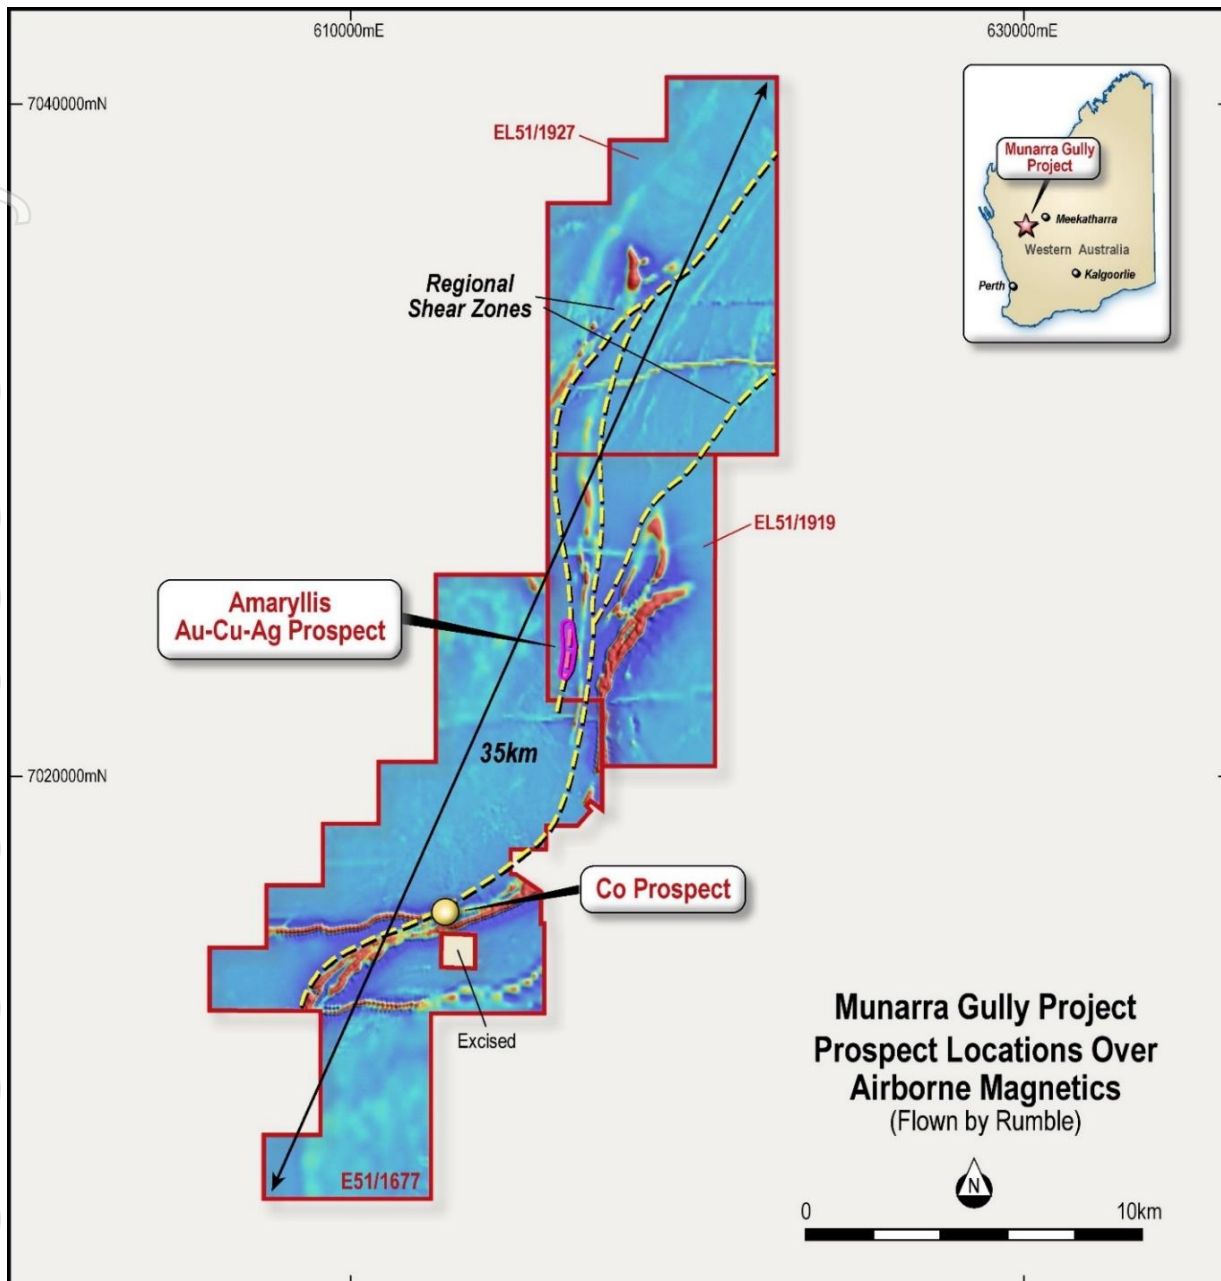 610000mE
630000mE
7040000mN
EL51/1927
Munarra Gully
Project
Meekatharra
Western Australia
Kalgoorlie
Perth
Regional
Shear Zones
EL51/1919
Amaryllis
Au-Cu-Ag Prospect
35km
7020000mN
Co Prospect
Excised
E51/1677
Munarra Gully Project
Prospect Locations Over
Airborne Magnetics
(Flown by Rumble)
N
0
10km